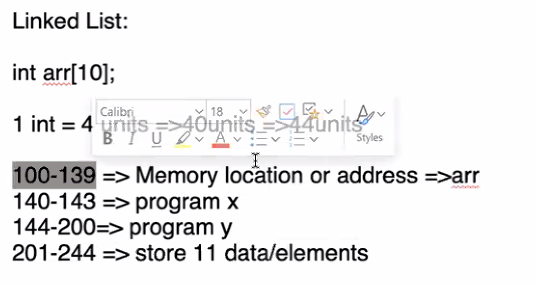 Linked List:
int arr[10];
Calibri 18
1 int = 4 units =>40units =>44units
B I U A Styles
100-139 => Memory location or address =>arr
140-143 => program x
144-200=> program y
201-244 => store 11 data/elements